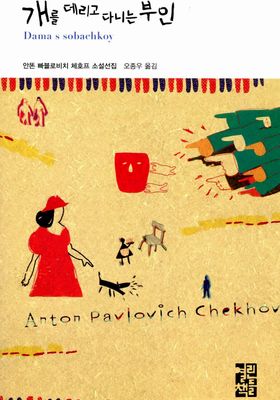 개를 데리고 다니는 부인
Dama s sobachkoy
안똔 빠블로비치 체호프 소설선집 오종우 옮김
Anton Pavlovich Chekhov
열린책들